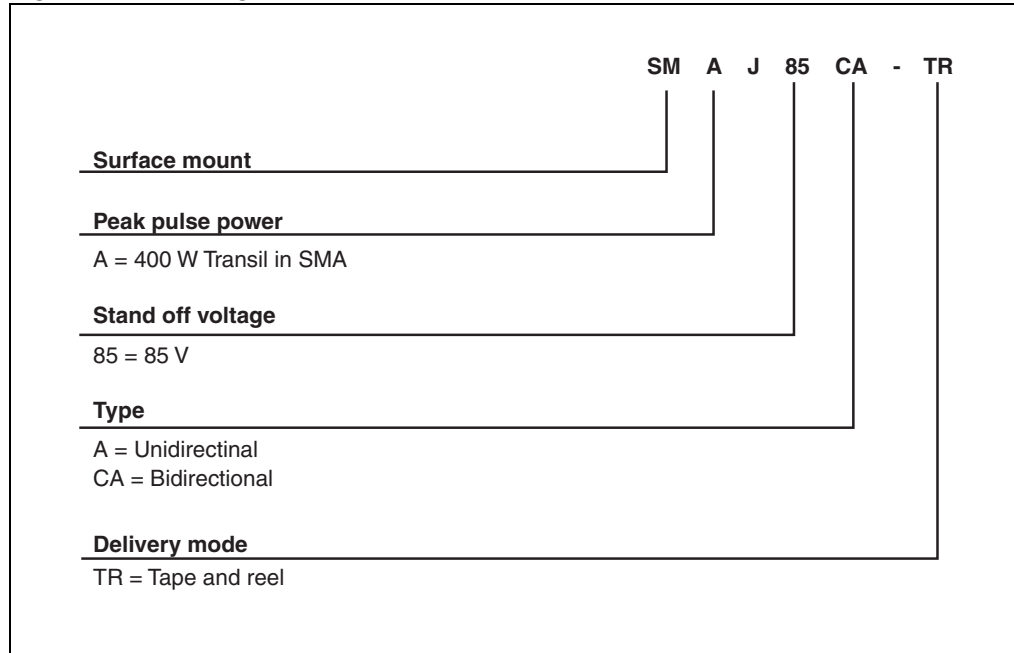 SM A J 85 CA - TR
Surface mount
Peak pulse power
A = 400 W Transil in SMA
Stand off voltage
85 = 85 V
Type
A = Unidirectinal
CA = Bidirectional
Delivery mode
TR = Tape and reel